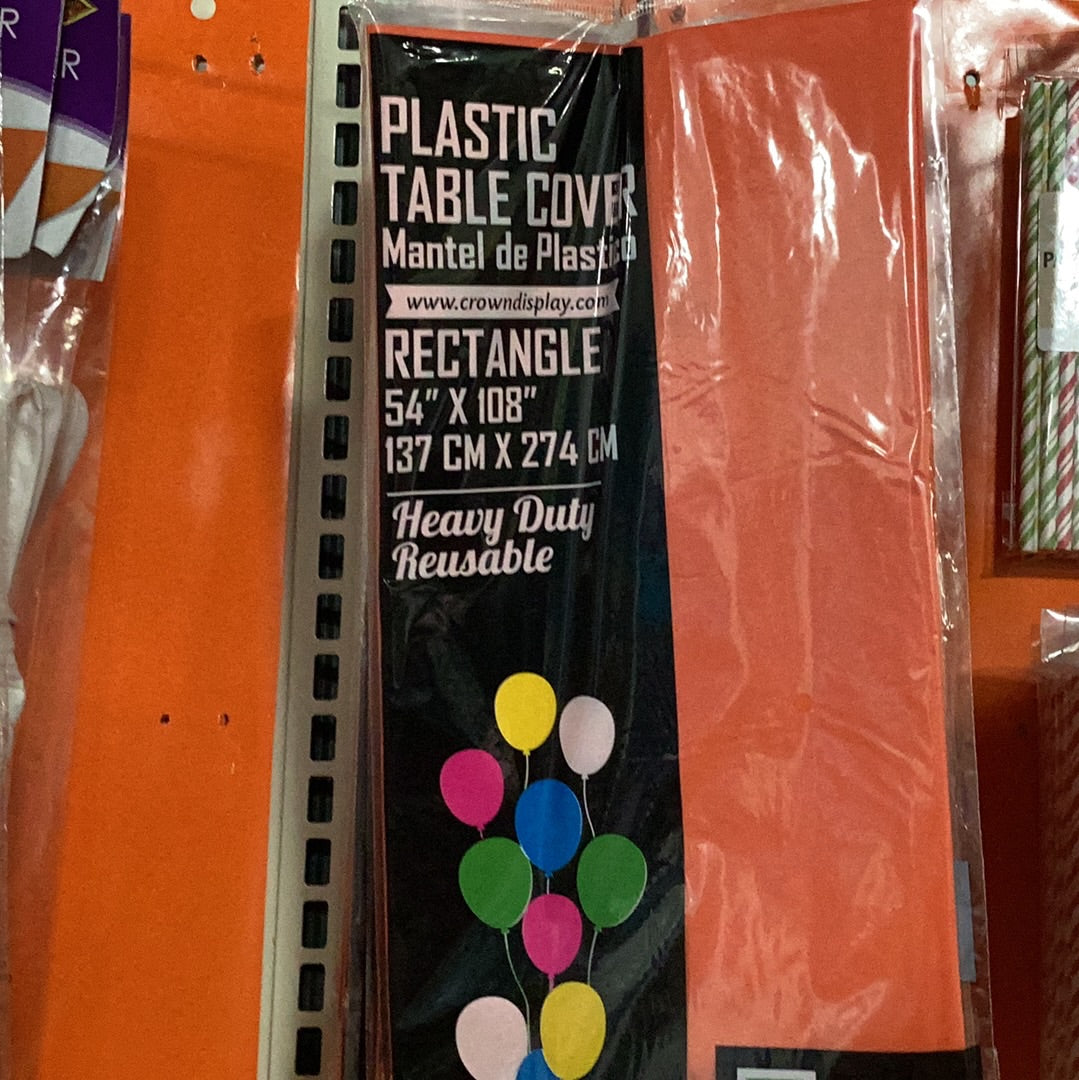 R
R
PLASTIC
TABLE COVER
Mantel de Plastico
www.crowndisplay.com
RECTANGLE
54" X 108"
137 CM X 274 CM
Heavy Duty
Reusable
P